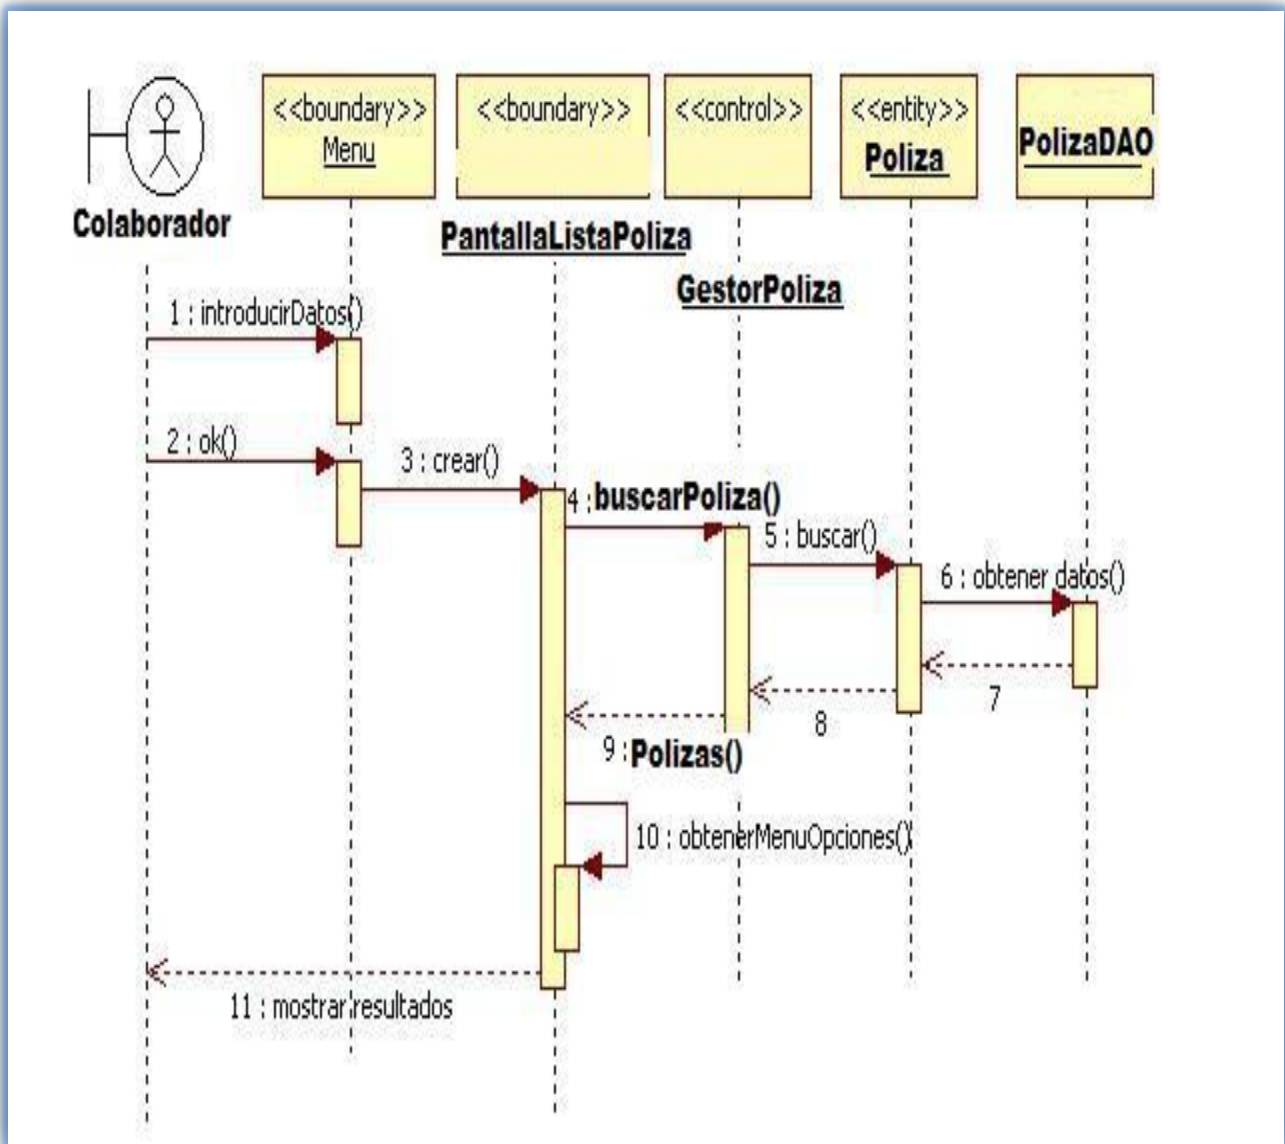 <<boundary>>
Menu
<<boundary>>
<<control>>
<<entity>>
Poliza
PolizaDAO
Colaborador
PantallaListaPoliza
GestorPoliza
1 : introducirDatos()
2 : ok()
3 : crear()
4 : buscarPoliza()
5 : buscar()
6 : obtener datos()
7
8
9 : Polizas()
10 : obtenerMenuOpciones()
11 : mostrar resultados